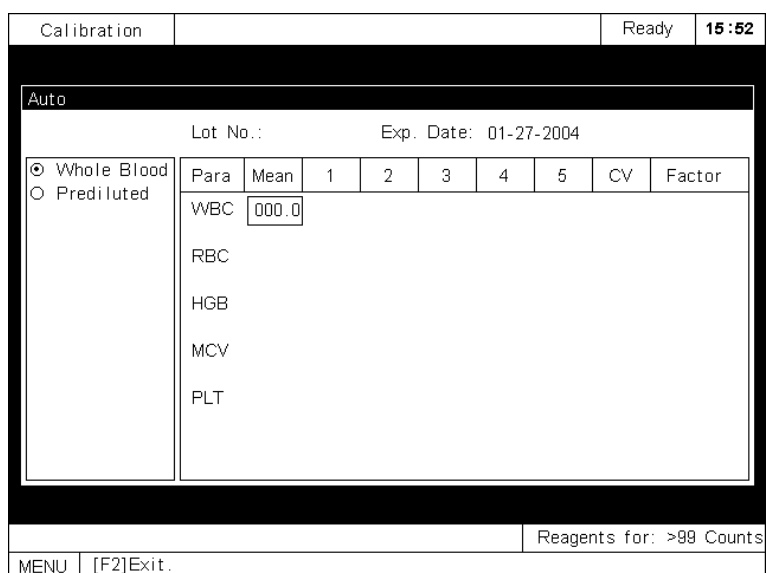 Calibration Ready 15:52
Auto
Lot No.: Exp. Date: 01-27-2004
Whole Blood
Prediluted
Para Mean 1 2 3 4 5 CV Factor
WBC 000.0
RBC
HGB
MCV
PLT
Reagents for: >99 Counts
MENU [F2]Exit.